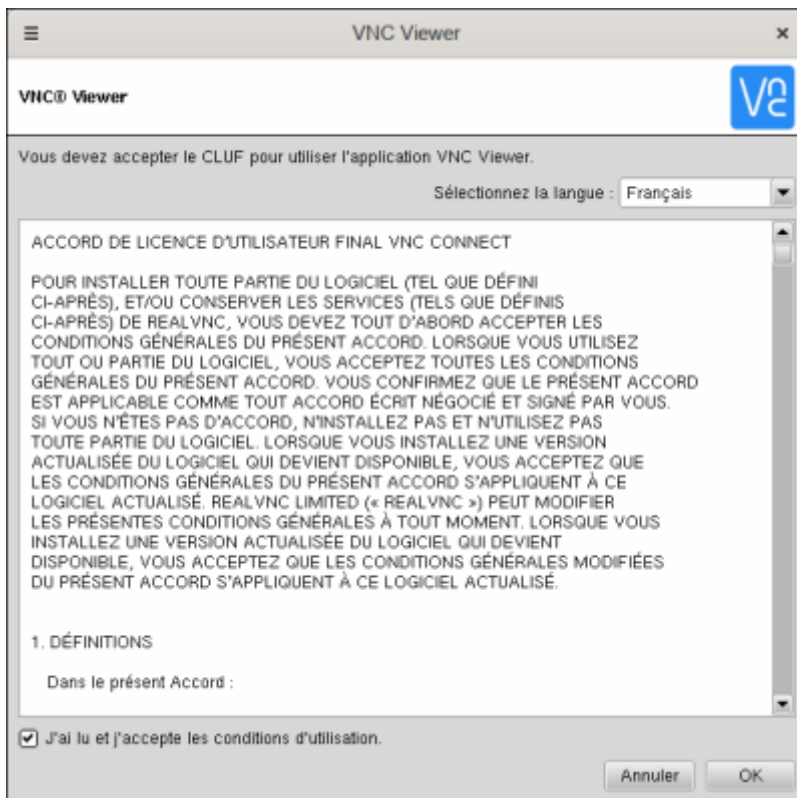 VNC Viewer
VNC® Viewer
Vous devez accepter le CLUF pour utiliser l'application VNC Viewer.
Sélectionnez la langue : Français
ACCORD DE LICENCE D'UTILISATEUR FINAL VNC CONNECT
POUR INSTALLER TOUTE PARTIE DU LOGICIEL (TEL QUE DÉFINI
CI-APRÈS), ET/OU CONSERVER LES SERVICES (TELS QUE DÉFINIS
CI-APRÈS) DE REALVNC, VOUS DEVEZ TOUT D'ABORD ACCEPTER LES
CONDITIONS GÉNÉRALES DU PRÉSENT ACCORD. LORSQUE VOUS UTILISEZ
TOUT OU PARTIE DU LOGICIEL, VOUS ACCEPTEZ TOUTES LES CONDITIONS
GÉNÉRALES DU PRÉSENT ACCORD. VOUS CONFIRMEZ QUE LE PRÉSENT ACCORD
EST APPLICABLE COMME TOUT ACCORD ÉCRIT NÉGOCIÉ ET SIGNÉ PAR VOUS.
SI VOUS N'ÊTES PAS D'ACCORD, N'INSTALLEZ PAS ET N'UTILISEZ PAS
TOUTE PARTIE DU LOGICIEL. LORSQUE VOUS INSTALLEZ UNE VERSION
ACTUALISÉE DU LOGICIEL QUI DEVIENT DISPONIBLE, VOUS ACCEPTEZ QUE
LES CONDITIONS GÉNÉRALES DU PRÉSENT ACCORD S'APPLIQUENT À CE
LOGICIEL ACTUALISÉ. REALVNC LIMITED (« REALVNC ») PEUT MODIFIER
LES PRÉSENTES CONDITIONS GÉNÉRALES À TOUT MOMENT. LORSQUE VOUS
INSTALLEZ UNE VERSION ACTUALISÉE DU LOGICIEL QUI DEVIENT
DISPONIBLE, VOUS ACCEPTEZ QUE LES CONDITIONS GÉNÉRALES MODIFIÉES
DU PRÉSENT ACCORD S'APPLIQUENT À CE LOGICIEL ACTUALISÉ.
1. DÉFINITIONS
Dans le présent Accord :
J'ai lu et j'accepte les conditions d'utilisation.
Annuler OK